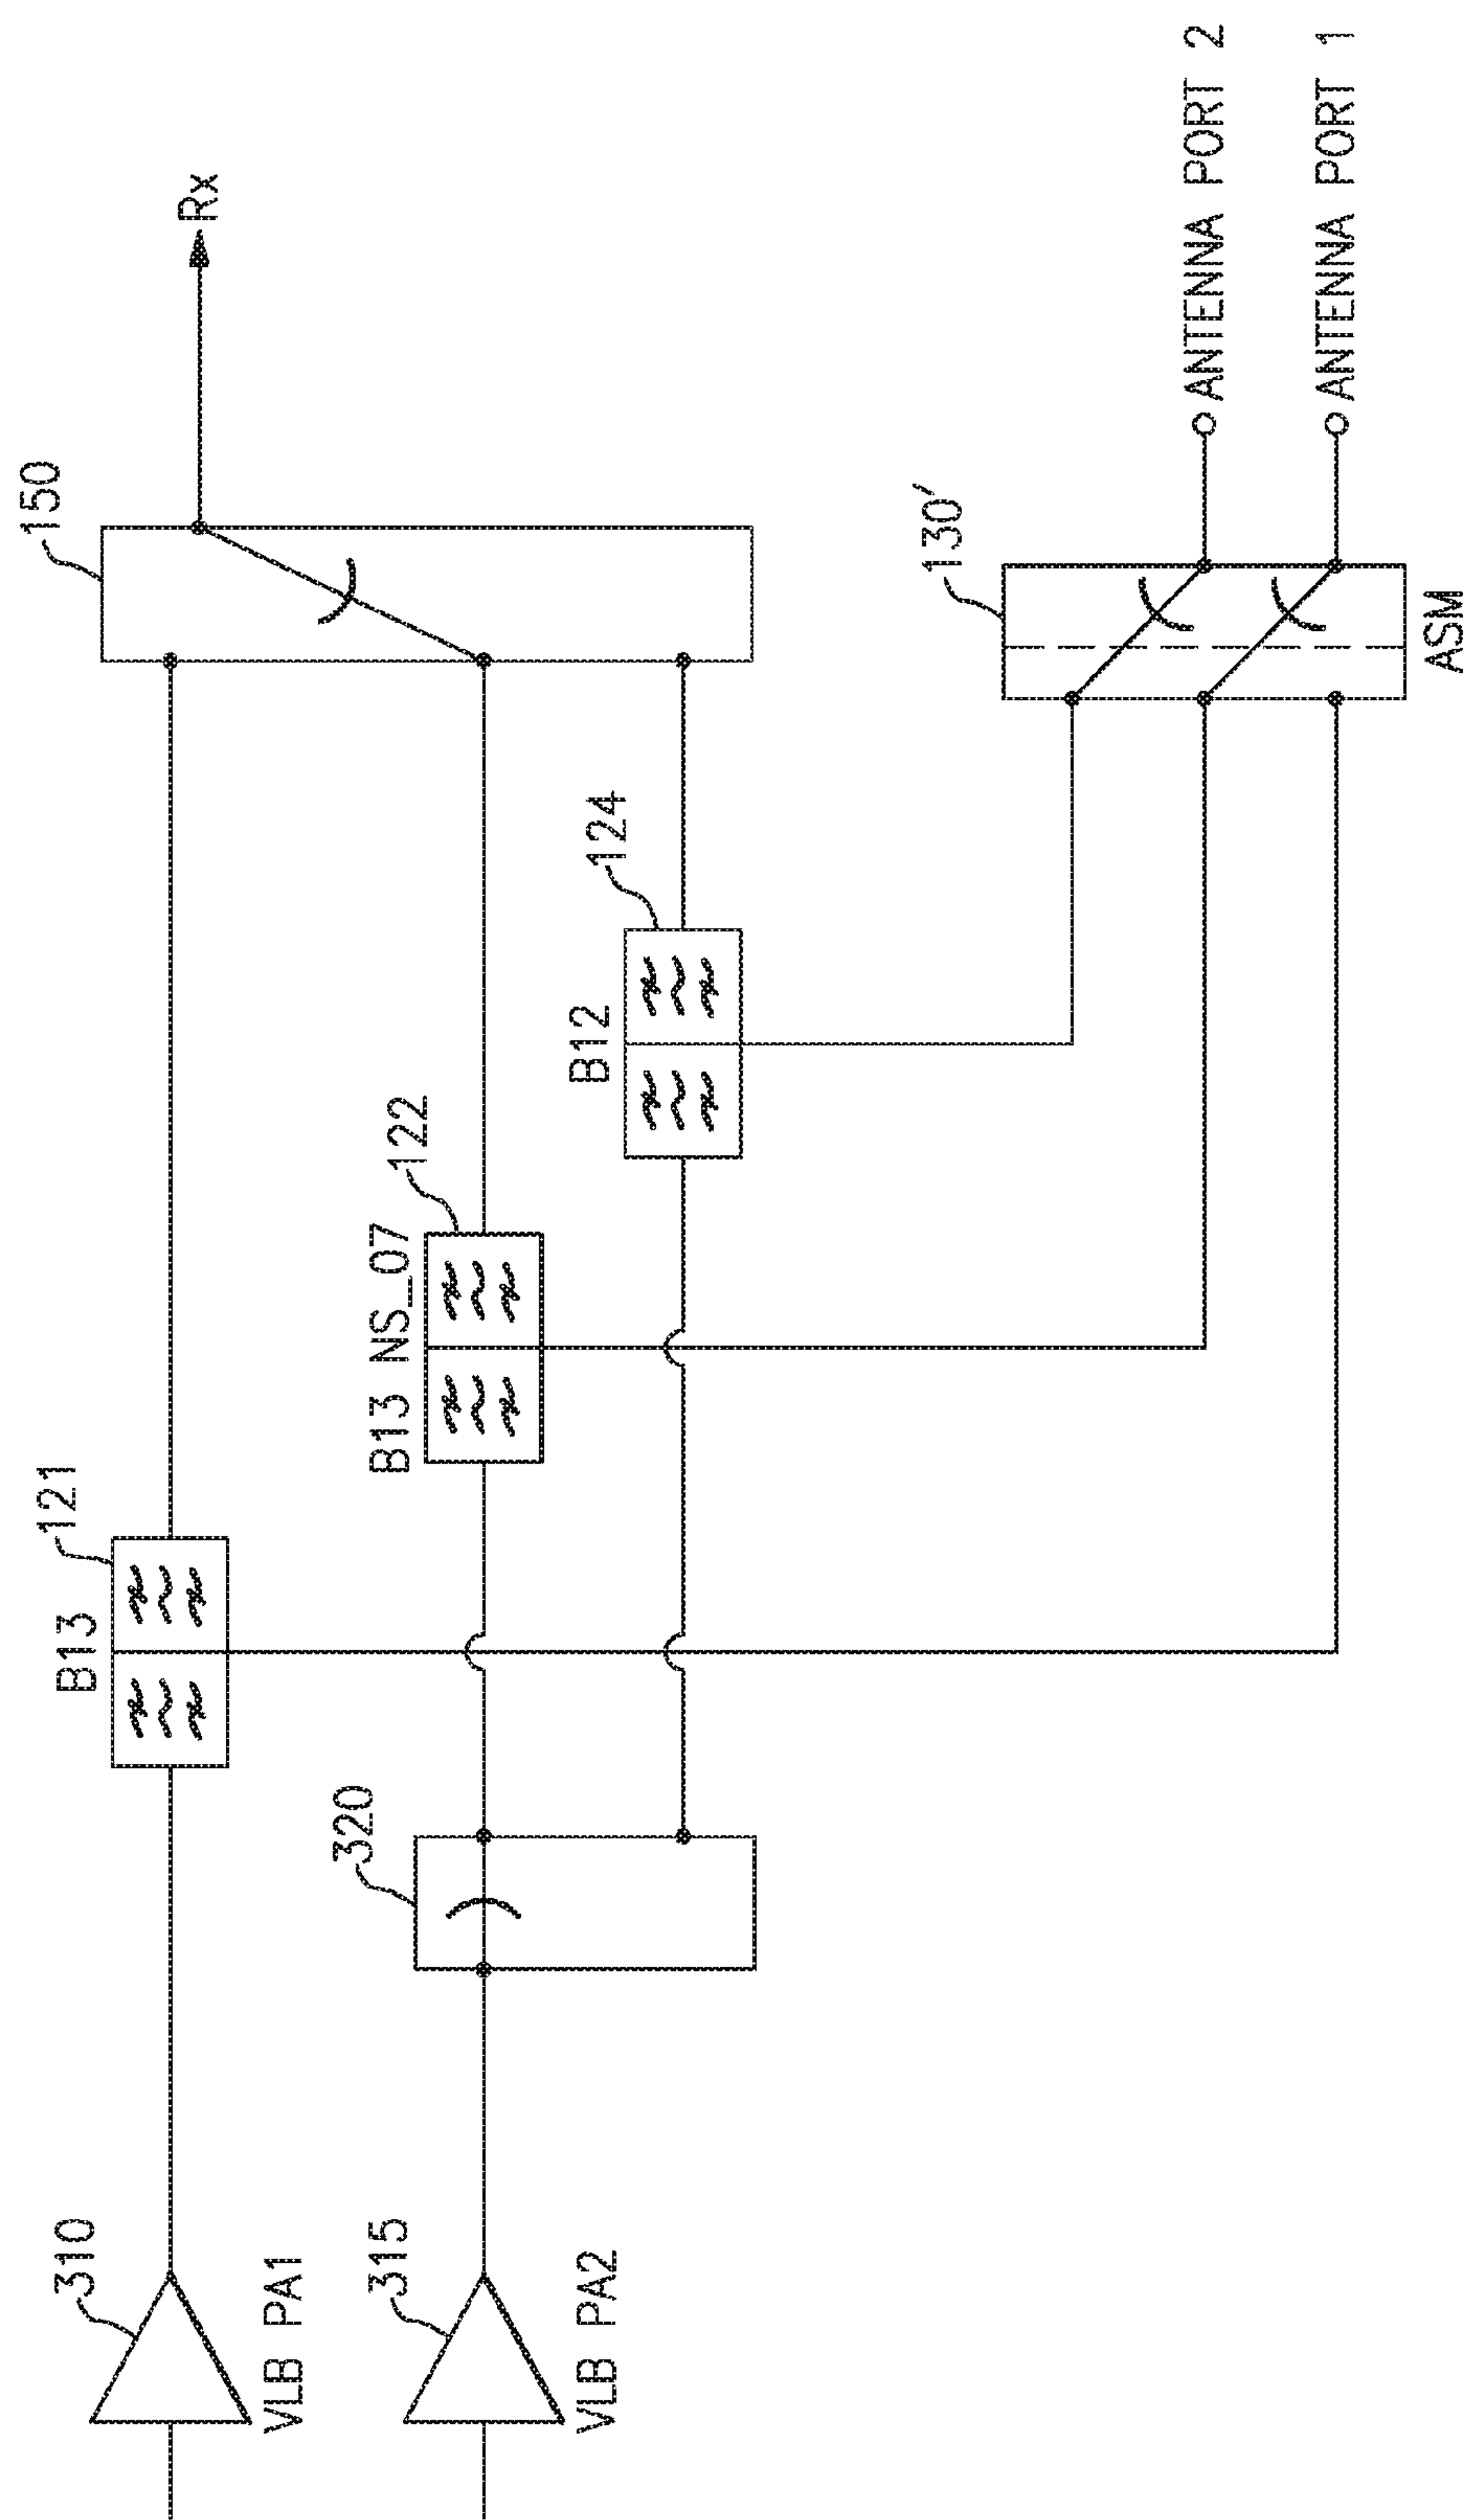 310
VLB PA1
315
VLB PA2
320
B13
121
B13 NS_07
122
B12
124
150
Rx
130′
ASM
ANTENNA PORT 2
ANTENNA PORT 1